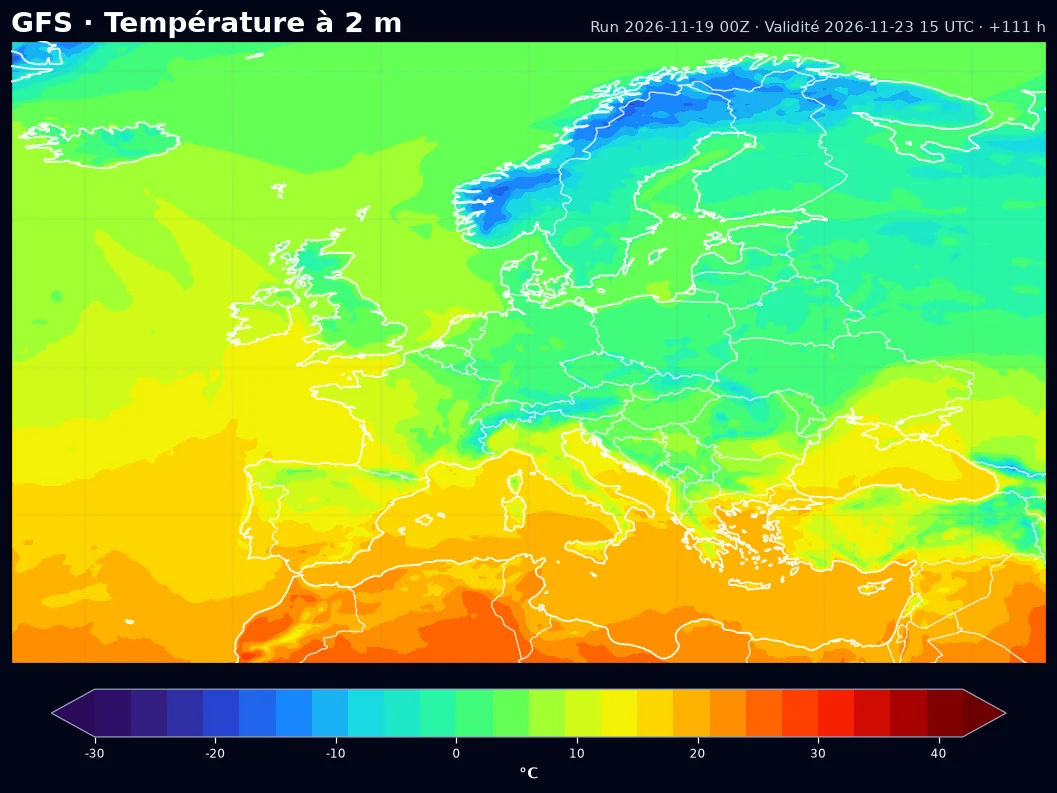 GFS · Température à 2 m
Run 2026-11-19 00Z · Validité 2026-11-23 15 UTC · +111 h
-30 -20 -10 0 10 20 30 40
°C